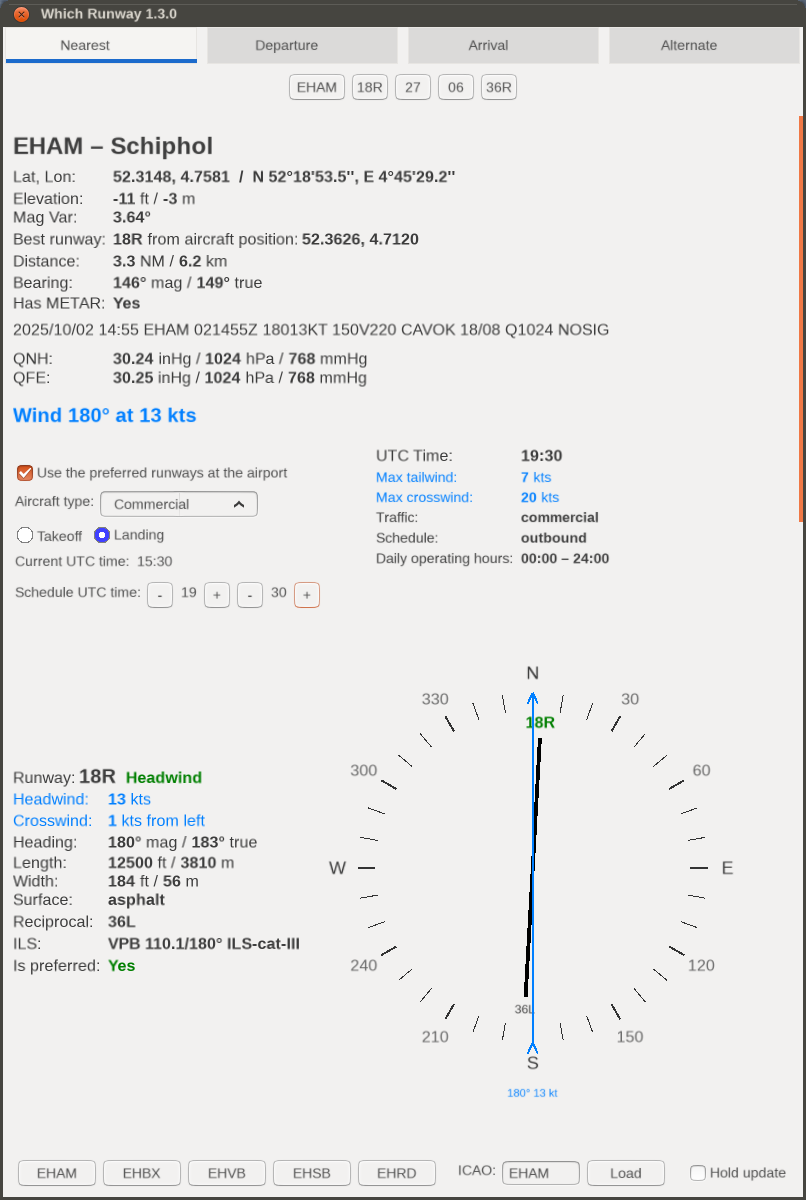 Which Runway 1.3.0
Nearest Departure Arrival Alternate
EHAM 18R 27 06 36R
EHAM – Schiphol
Lat, Lon: 52.3148, 4.7581 / N 52°18'53.5'', E 4°45'29.2''
Elevation: -11 ft / -3 m
Mag Var: 3.64°
Best runway: 18R from aircraft position: 52.3626, 4.7120
Distance: 3.3 NM / 6.2 km
Bearing: 146° mag / 149° true
Has METAR: Yes
2025/10/02 14:55 EHAM 021455Z 18013KT 150V220 CAVOK 18/08 Q1024 NOSIG
QNH: 30.24 inHg / 1024 hPa / 768 mmHg
QFE: 30.25 inHg / 1024 hPa / 768 mmHg
Wind 180° at 13 kts
Use the preferred runways at the airport
Aircraft type: Commercial
Takeoff Landing
Current UTC time: 15:30
Schedule UTC time: - 19 + - 30 +
UTC Time: 19:30
Max tailwind: 7 kts
Max crosswind: 20 kts
Traffic: commercial
Schedule: outbound
Daily operating hours: 00:00 – 24:00
Runway: 18R Headwind
Headwind: 13 kts
Crosswind: 1 kts from left
Heading: 180° mag / 183° true
Length: 12500 ft / 3810 m
Width: 184 ft / 56 m
Surface: asphalt
Reciprocal: 36L
ILS: VPB 110.1/180° ILS-cat-III
Is preferred: Yes
N
330 30
18R
300 60
W E
240 120
36L
210 150
S
180° 13 kt
EHAM EHBX EHVB EHSB EHRD ICAO: EHAM Load Hold update